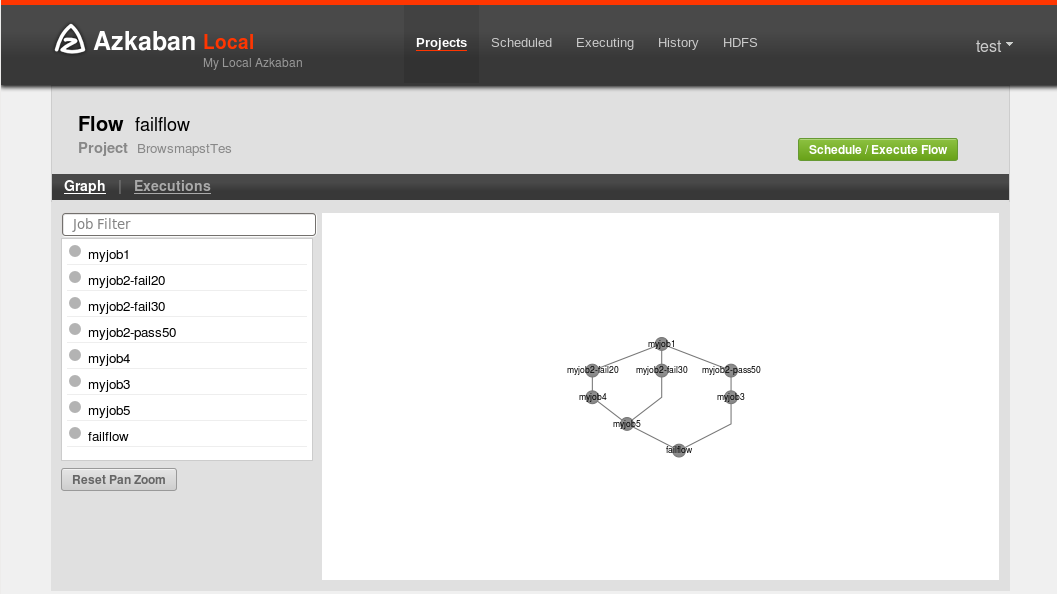 Azkaban Local
My Local Azkaban
Projects Scheduled Executing History HDFS
test
Flow failflow
Project BrowsmapstTes
Schedule / Execute Flow
Graph | Executions
Job Filter
myjob1
myjob2-fail20
myjob2-fail30
myjob2-pass50
myjob4
myjob3
myjob5
failflow
Reset Pan Zoom
myjob1
myjob2-fail20 myjob2-fail30 myjob2-pass50
myjob4 myjob3
myjob5
failflow